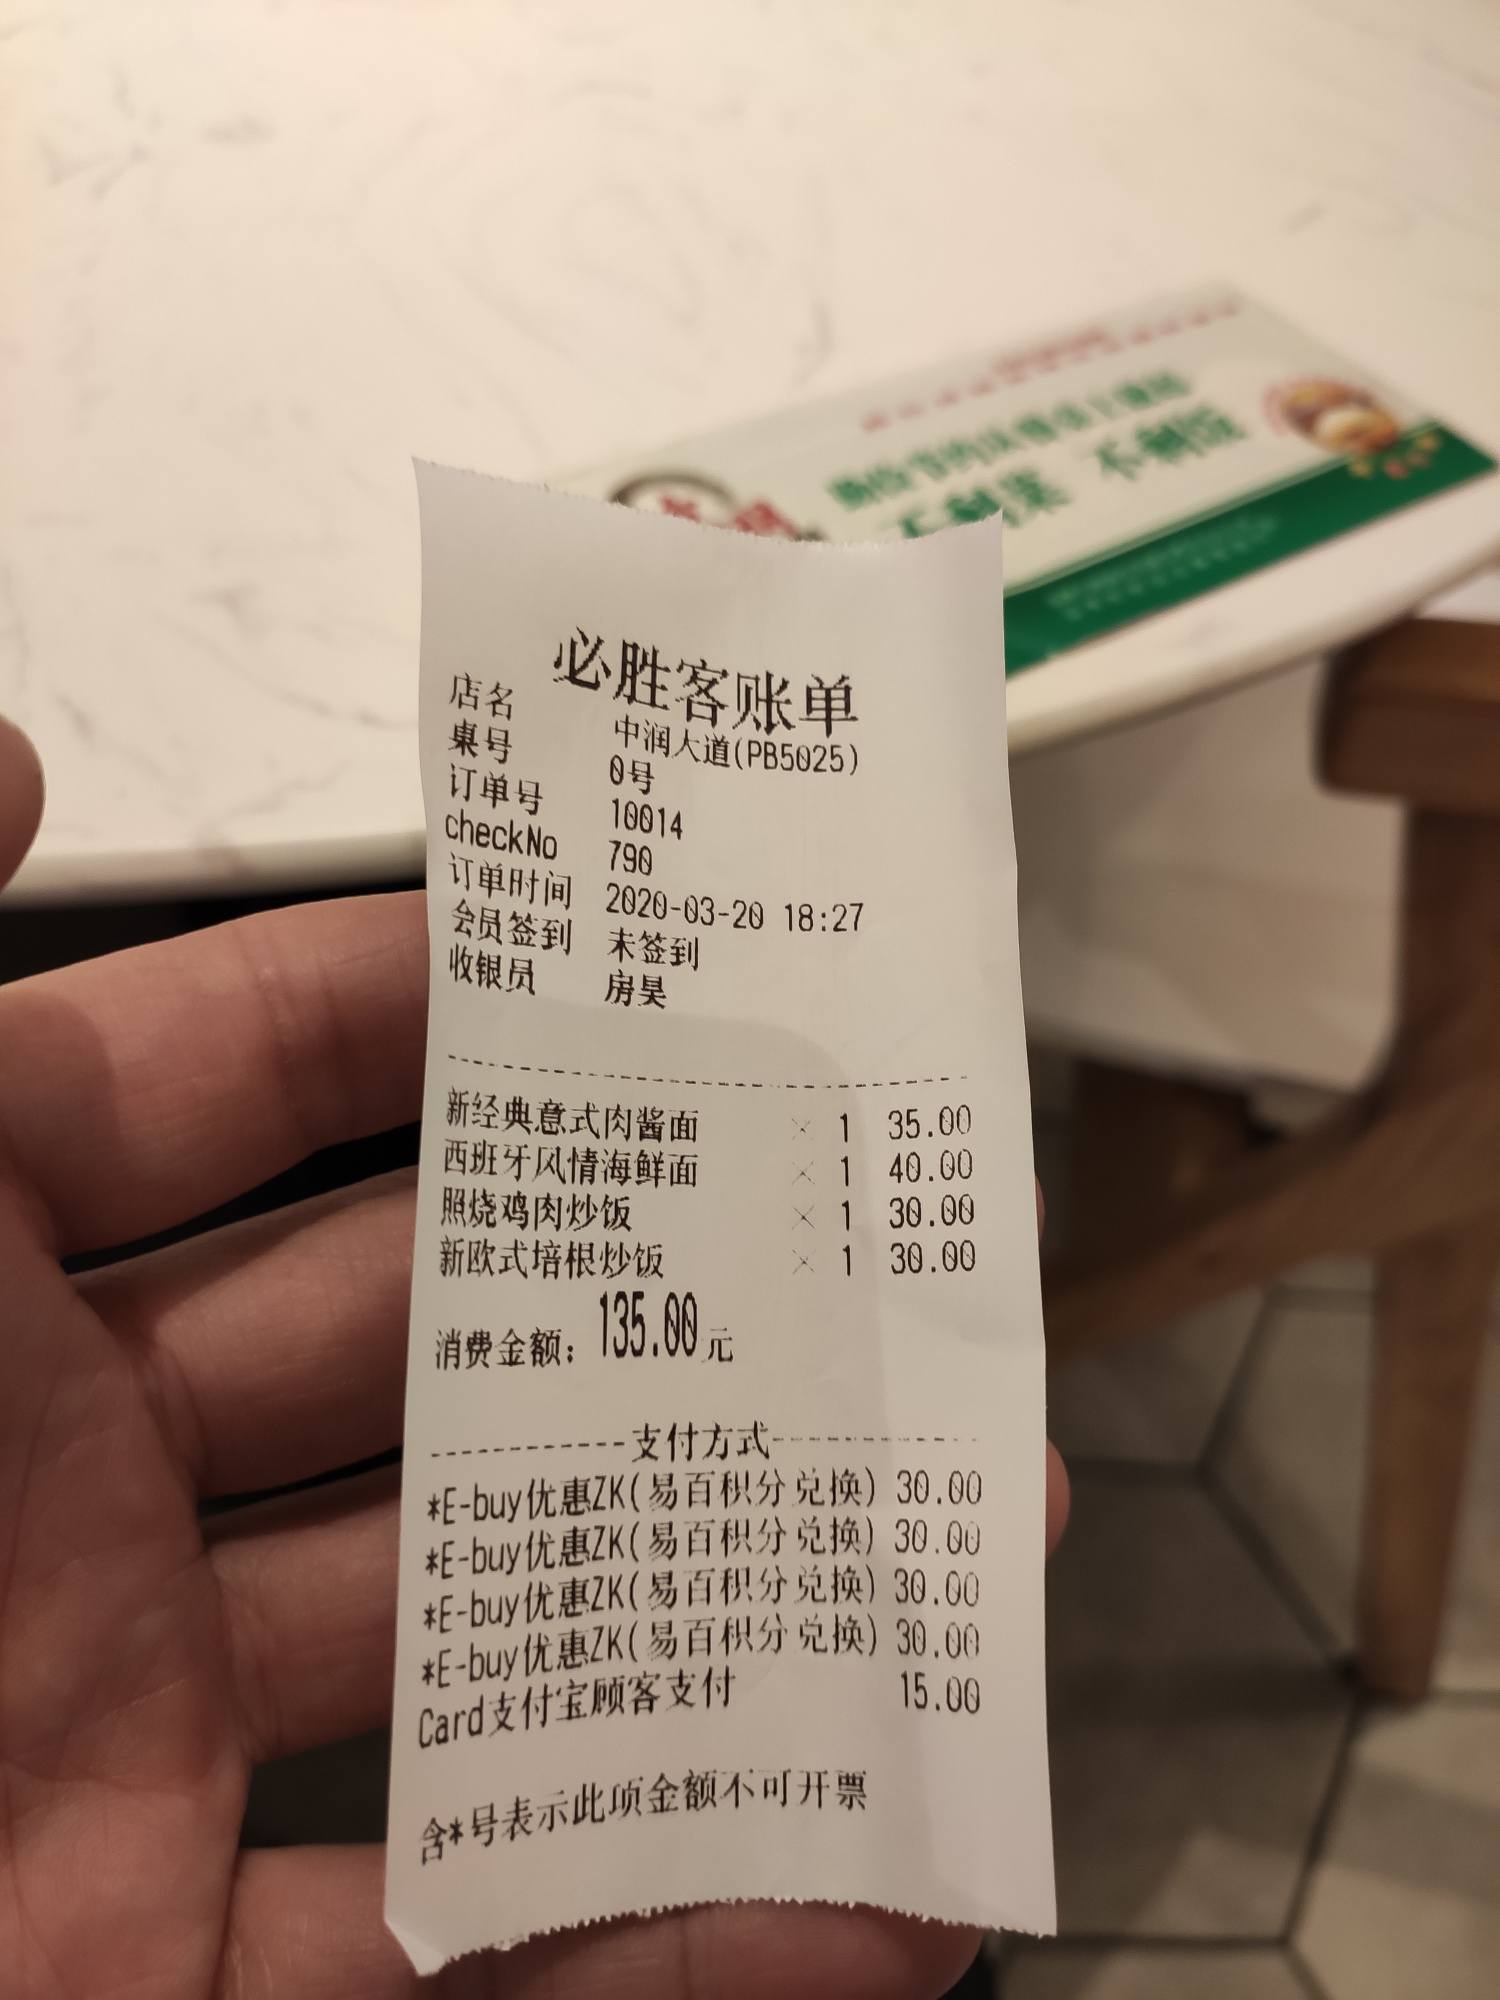 不剩菜 不剩饭
必胜客账单
店名 中润大道(PB5025)
桌号 0号
订单号 10014
checkNo 790
订单时间 2020-03-20 18:27
会员签到 未签到
收银员 房昊
新经典意式肉酱面 × 1 35.00
西班牙风情海鲜面 × 1 40.00
照烧鸡肉炒饭 × 1 30.00
新欧式培根炒饭 × 1 30.00
消费金额：135.00元
------------支付方式------------
*E-buy优惠ZK(易百积分兑换) 30.00
*E-buy优惠ZK(易百积分兑换) 30.00
*E-buy优惠ZK(易百积分兑换) 30.00
*E-buy优惠ZK(易百积分兑换) 30.00
Card支付宝顾客支付 15.00
含*号表示此项金额不可开票